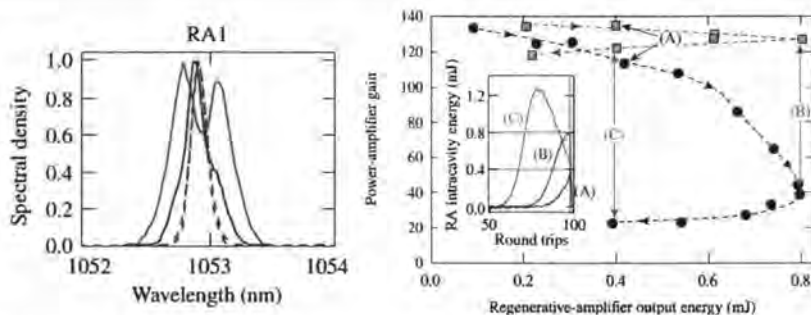 RA1
Spectral density
1.0
0.8
0.6
0.4
0.2
0.0
1052
1053
1054
Wavelength (nm)
Power-amplifier gain
140
120
100
80
60
40
20
0
(A)
(B)
(C)
RA intracavity energy (mJ)
1.2
0.8
0.4
0.0
(C)
(B)
(A)
50
100
Round trips
0.0
0.2
0.4
0.6
0.8
Regenerative-amplifier output energy (mJ)